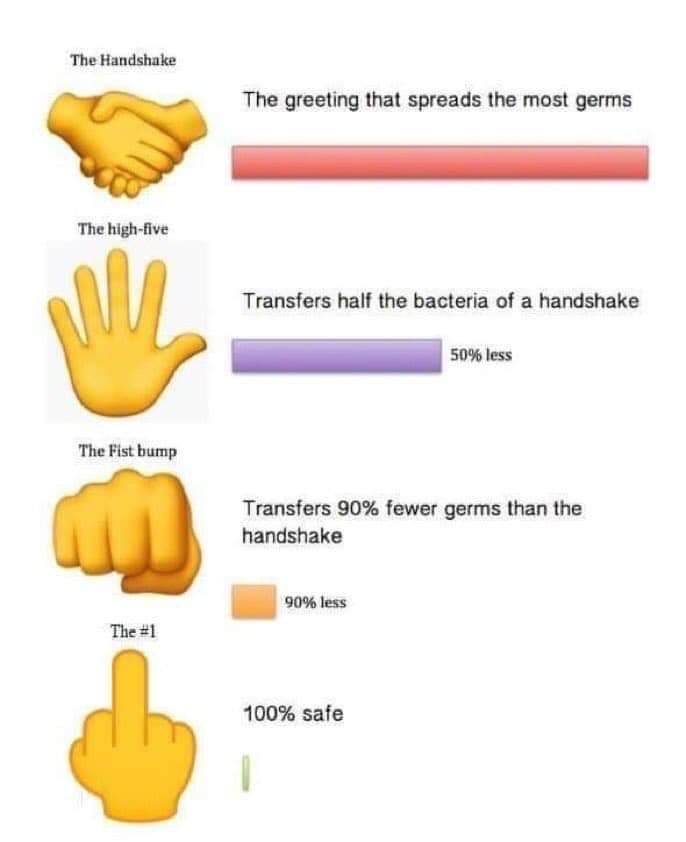 The Handshake
The greeting that spreads the most germs
The high-five
Transfers half the bacteria of a handshake
50% less
The Fist bump
Transfers 90% fewer germs than the
handshake
90% less
The #1
100% safe